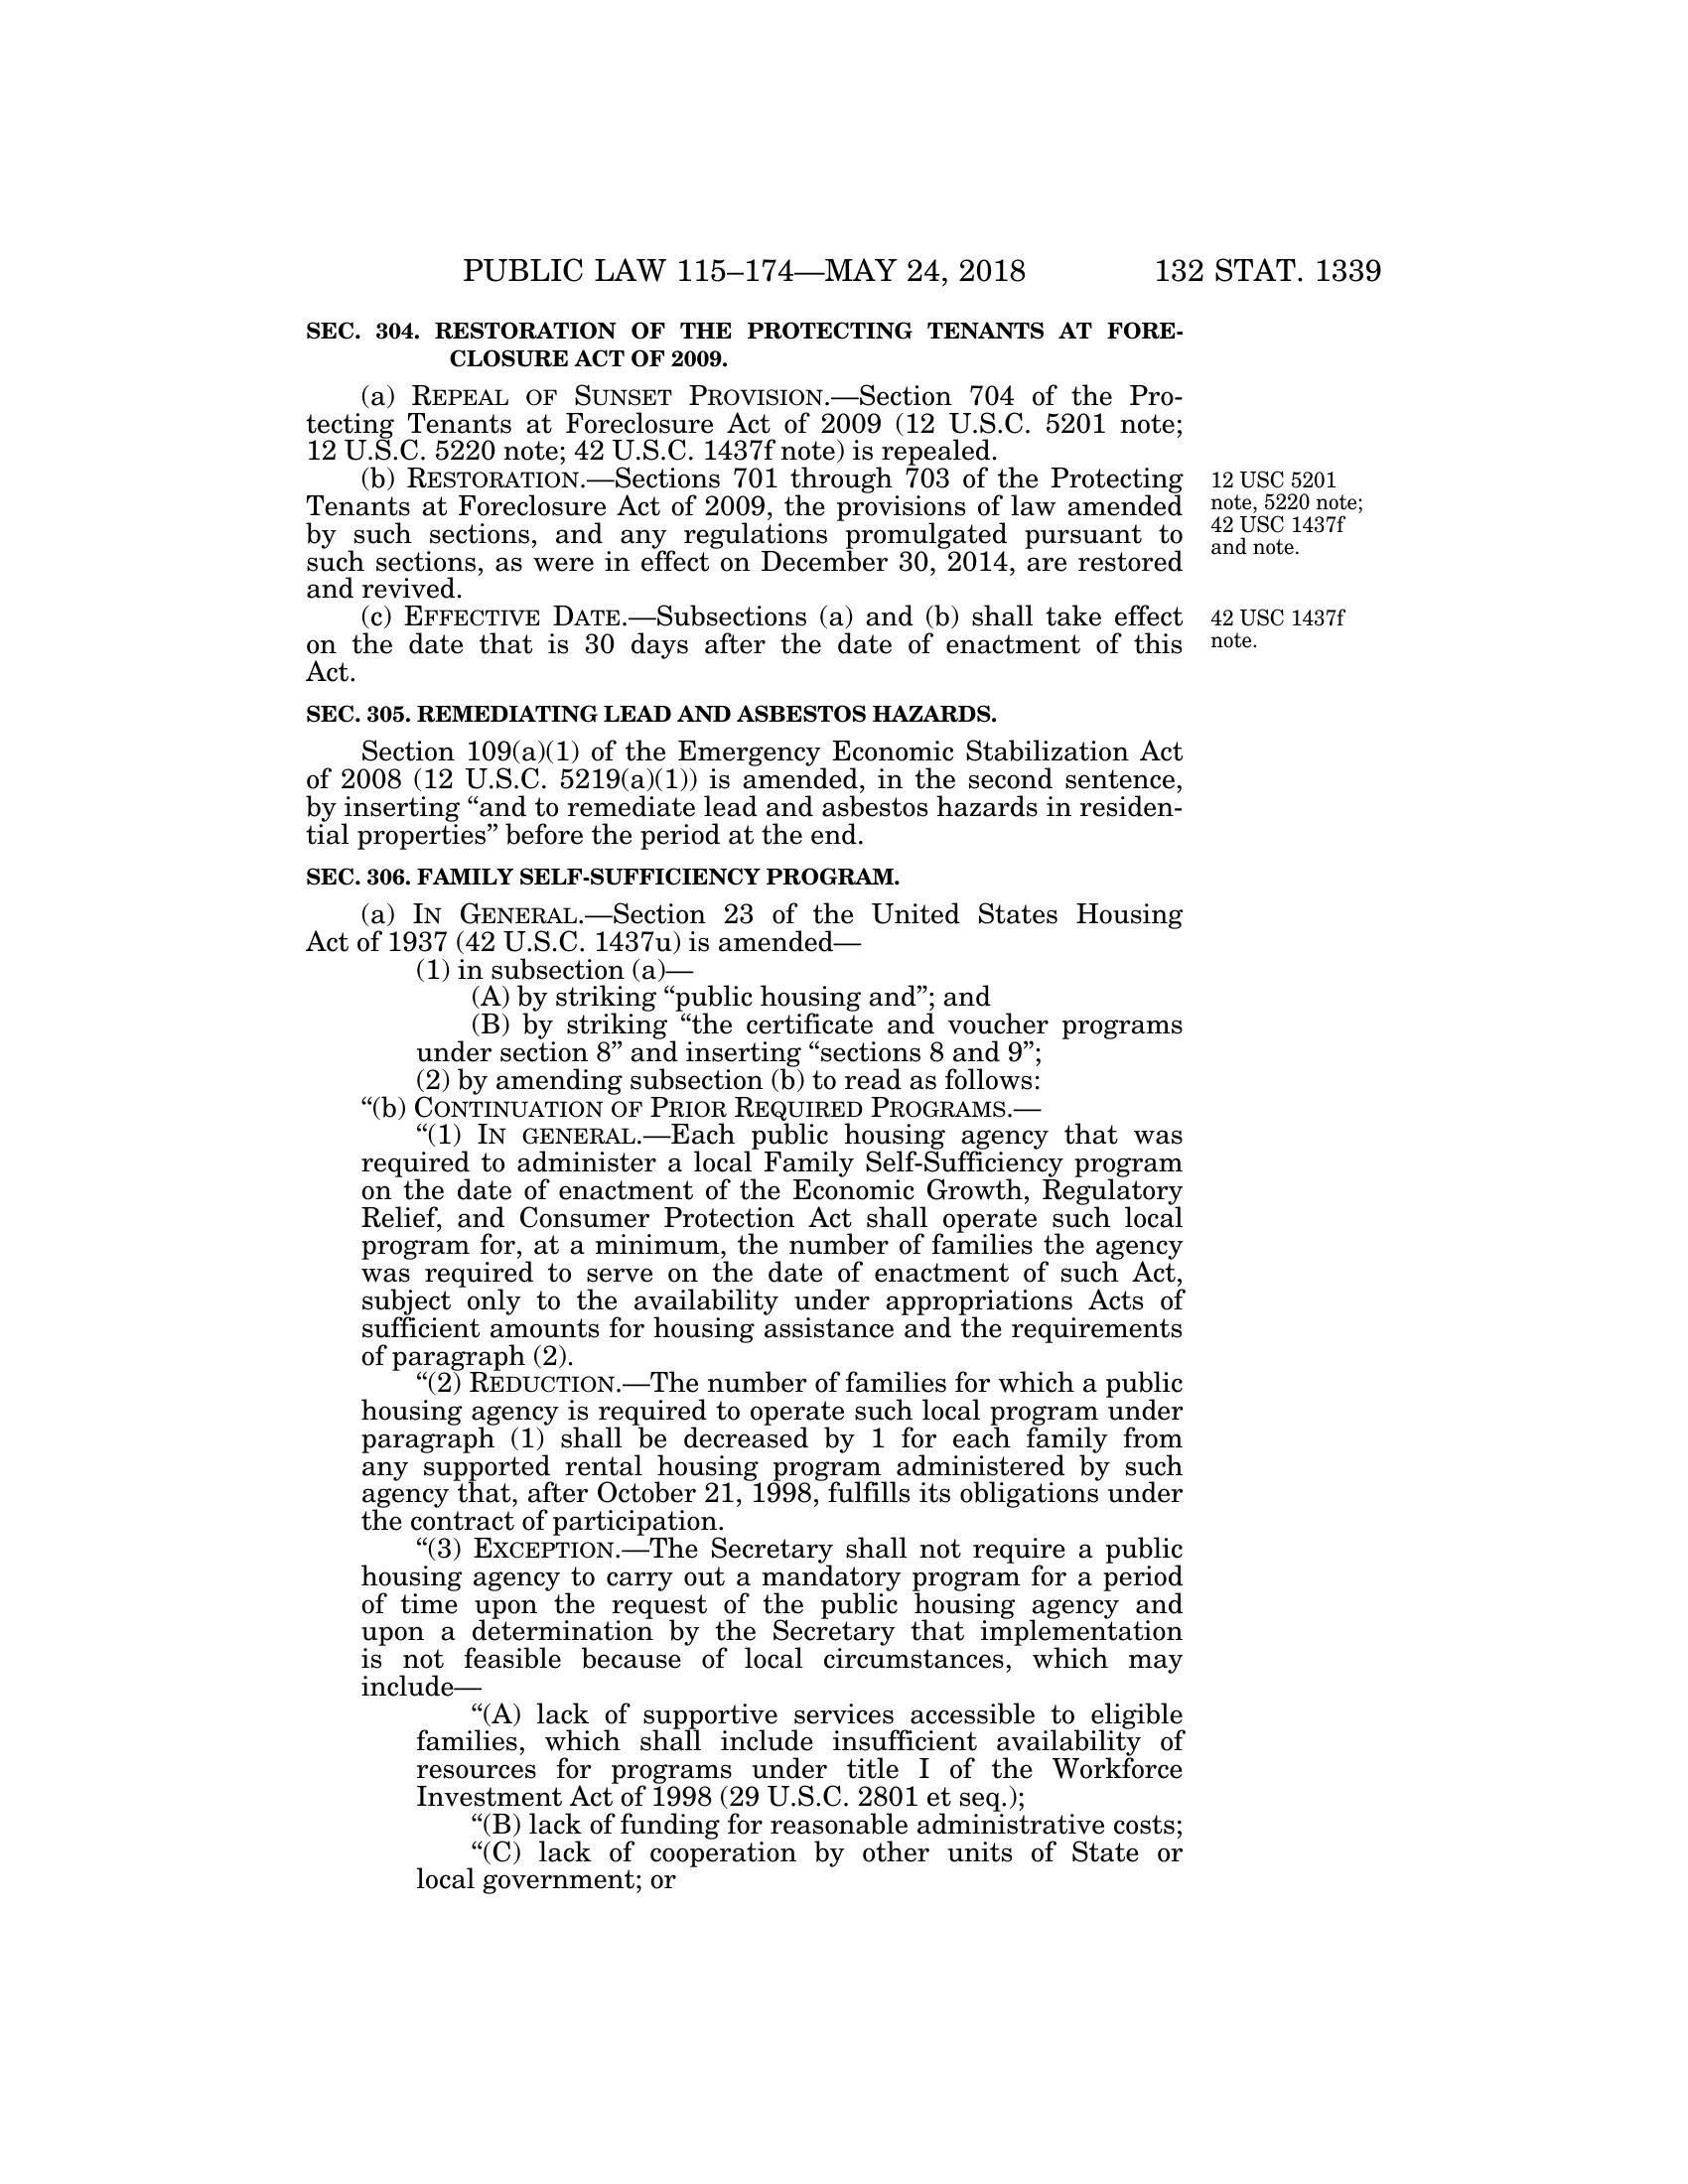 PUBLIC LAW 115–174—MAY 24, 2018 132 STAT. 1339
SEC. 304. RESTORATION OF THE PROTECTING TENANTS AT FORE-
CLOSURE ACT OF 2009.
(a) REPEAL OF SUNSET PROVISION.—Section 704 of the Pro-
tecting Tenants at Foreclosure Act of 2009 (12 U.S.C. 5201 note;
12 U.S.C. 5220 note; 42 U.S.C. 1437f note) is repealed.
(b) RESTORATION.—Sections 701 through 703 of the Protecting
Tenants at Foreclosure Act of 2009, the provisions of law amended
by such sections, and any regulations promulgated pursuant to
such sections, as were in effect on December 30, 2014, are restored
and revived.
12 USC 5201
note, 5220 note;
42 USC 1437f
and note.
(c) EFFECTIVE DATE.—Subsections (a) and (b) shall take effect
on the date that is 30 days after the date of enactment of this
Act.
42 USC 1437f
note.
SEC. 305. REMEDIATING LEAD AND ASBESTOS HAZARDS.
Section 109(a)(1) of the Emergency Economic Stabilization Act
of 2008 (12 U.S.C. 5219(a)(1)) is amended, in the second sentence,
by inserting “and to remediate lead and asbestos hazards in residen-
tial properties” before the period at the end.
SEC. 306. FAMILY SELF-SUFFICIENCY PROGRAM.
(a) IN GENERAL.—Section 23 of the United States Housing
Act of 1937 (42 U.S.C. 1437u) is amended—
(1) in subsection (a)—
(A) by striking “public housing and”; and
(B) by striking “the certificate and voucher programs
under section 8” and inserting “sections 8 and 9”;
(2) by amending subsection (b) to read as follows:
“(b) CONTINUATION OF PRIOR REQUIRED PROGRAMS.—
“(1) IN GENERAL.—Each public housing agency that was
required to administer a local Family Self-Sufficiency program
on the date of enactment of the Economic Growth, Regulatory
Relief, and Consumer Protection Act shall operate such local
program for, at a minimum, the number of families the agency
was required to serve on the date of enactment of such Act,
subject only to the availability under appropriations Acts of
sufficient amounts for housing assistance and the requirements
of paragraph (2).
“(2) REDUCTION.—The number of families for which a public
housing agency is required to operate such local program under
paragraph (1) shall be decreased by 1 for each family from
any supported rental housing program administered by such
agency that, after October 21, 1998, fulfills its obligations under
the contract of participation.
“(3) EXCEPTION.—The Secretary shall not require a public
housing agency to carry out a mandatory program for a period
of time upon the request of the public housing agency and
upon a determination by the Secretary that implementation
is not feasible because of local circumstances, which may
include—
“(A) lack of supportive services accessible to eligible
families, which shall include insufficient availability of
resources for programs under title I of the Workforce
Investment Act of 1998 (29 U.S.C. 2801 et seq.);
“(B) lack of funding for reasonable administrative costs;
“(C) lack of cooperation by other units of State or
local government; or